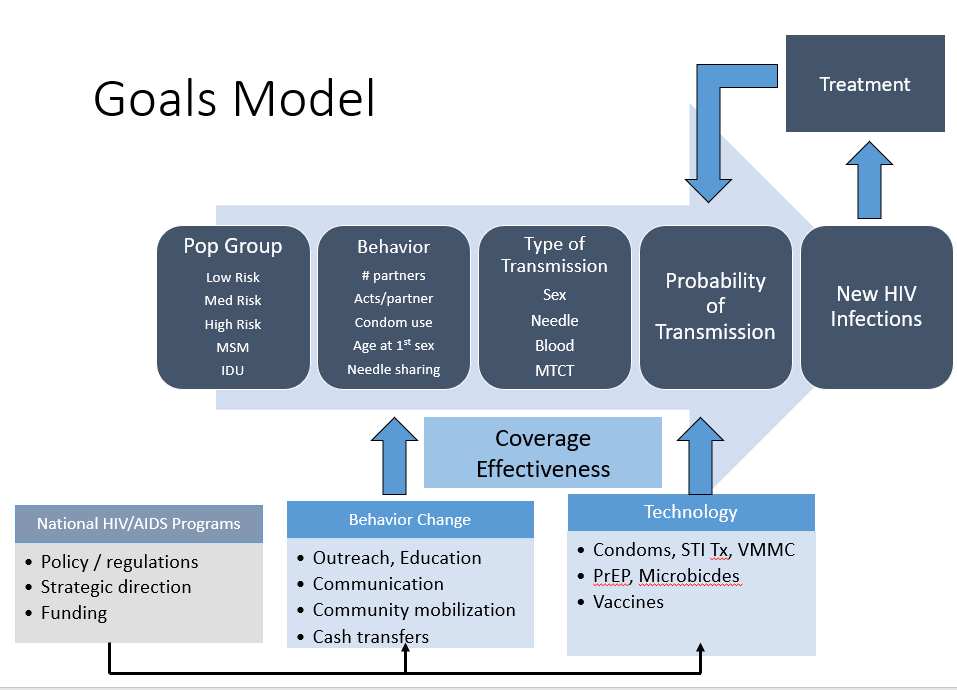 Goals Model
Treatment
Pop Group
Low Risk
Med Risk
High Risk
MSM
IDU
Behavior
# partners
Acts/partner
Condom use
Age at 1st sex
Needle sharing
Type of
Transmission
Sex
Needle
Blood
MTCT
Probability
of
Transmission
New HIV
Infections
Coverage
Effectiveness
National HIV/AIDS Programs
• Policy / regulations
• Strategic direction
• Funding
Behavior Change
• Outreach, Education
• Communication
• Community mobilization
• Cash transfers
Technology
• Condoms, STI Tx, VMMC
• PrEP, Microbicdes
• Vaccines